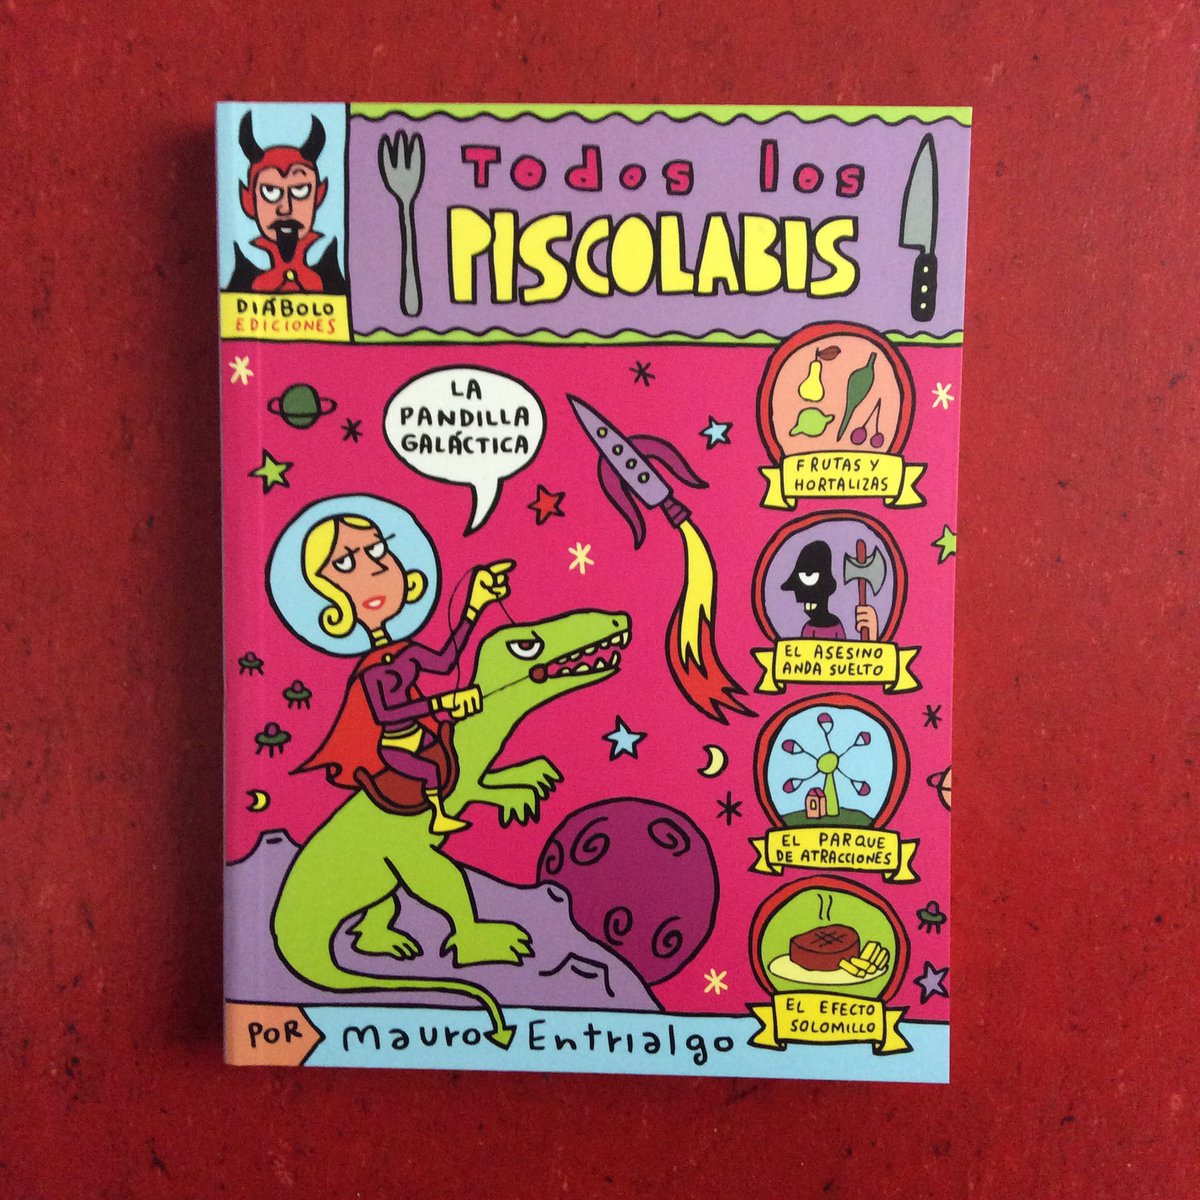 Todos los
PISCOLABIS
DIÁBOLO
EDICIONES
LA
PANDILLA
GALÁCTICA
FRUTAS Y
HORTALIZAS
EL ASESINO
ANDA SUELTO
EL PARQUE
DE ATRACCIONES
EL EFECTO
SOLOMILLO
POR mauro Entrialgo